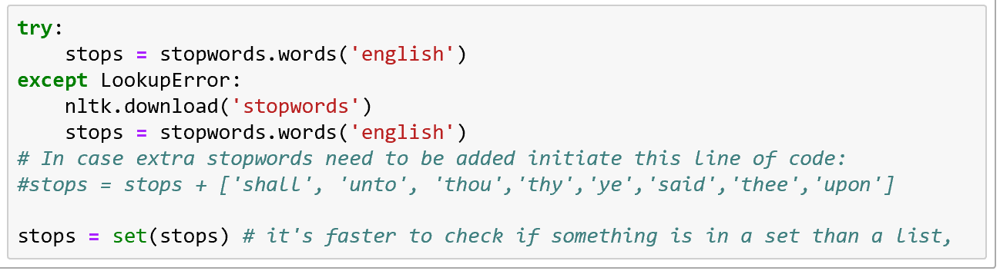 try:
    stops = stopwords.words('english')
except LookupError:
    nltk.download('stopwords')
    stops = stopwords.words('english')
# In case extra stopwords need to be added initiate this line of code:
#stops = stops + ['shall', 'unto', 'thou','thy','ye','said','thee','upon']
stops = set(stops) # it's faster to check if something is in a set than a list,